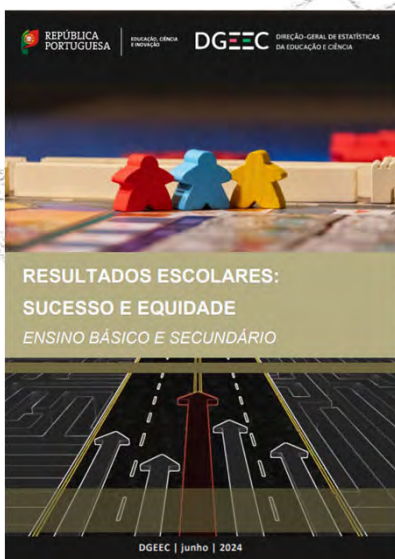 REPÚBLICA
PORTUGUESA
EDUCAÇÃO, CIÊNCIA
E INOVAÇÃO
DGEEC
DIREÇÃO-GERAL DE ESTATÍSTICAS
DA EDUCAÇÃO E CIÊNCIA
RESULTADOS ESCOLARES:
SUCESSO E EQUIDADE
ENSINO BÁSICO E SECUNDÁRIO
DGEEC | junho | 2024